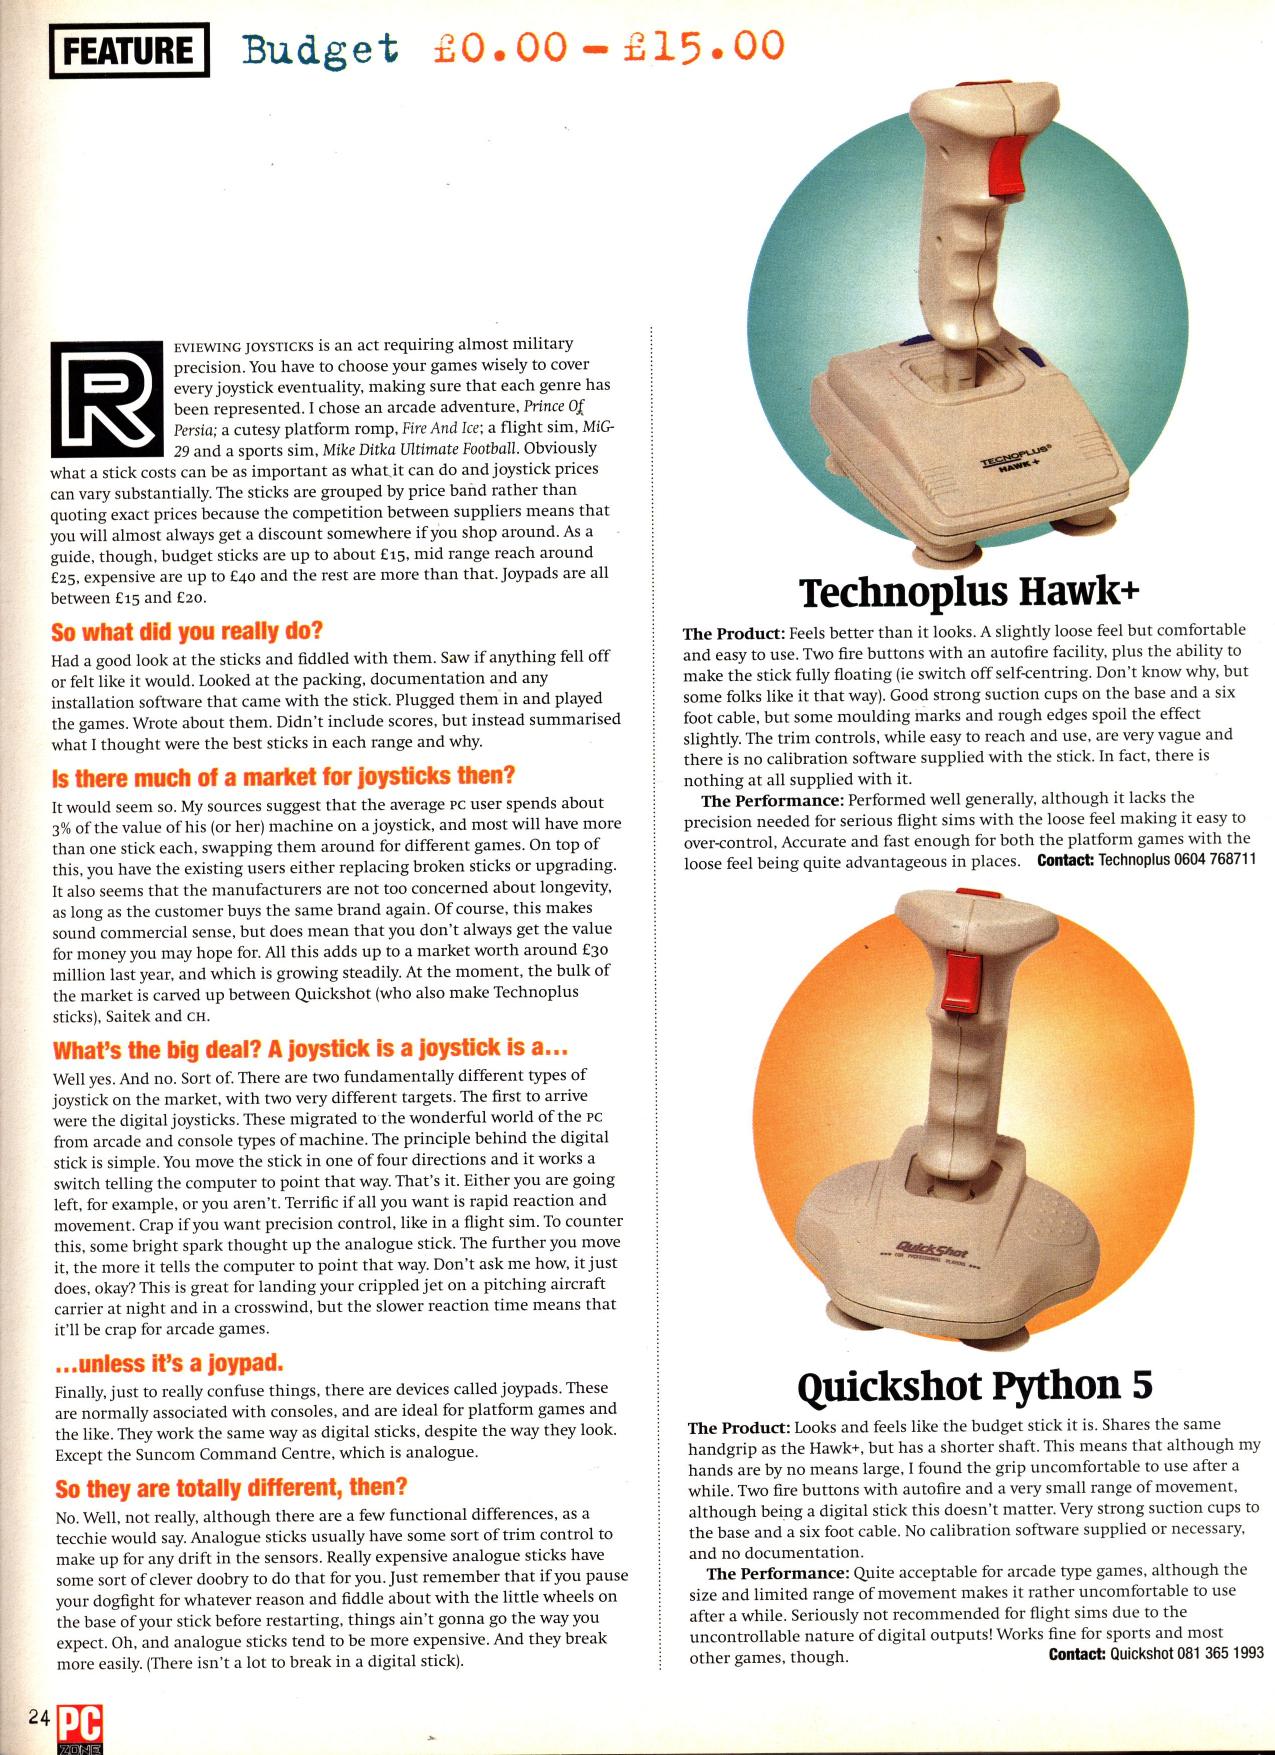 FEATURE
Budget £0.00 – £15.00
REVIEWING JOYSTICKS is an act requiring almost military
precision. You have to choose your games wisely to cover
every joystick eventuality, making sure that each genre has
been represented. I chose an arcade adventure, Prince Of
Persia; a cutesy platform romp, Fire And Ice; a flight sim, MiG-
29 and a sports sim, Mike Ditka Ultimate Football. Obviously
what a stick costs can be as important as what it can do and joystick prices
can vary substantially. The sticks are grouped by price band rather than
quoting exact prices because the competition between suppliers means that
you will almost always get a discount somewhere if you shop around. As a
guide, though, budget sticks are up to about £15, mid range reach around
£25, expensive are up to £40 and the rest are more than that. Joypads are all
between £15 and £20.
So what did you really do?
Had a good look at the sticks and fiddled with them. Saw if anything fell off
or felt like it would. Looked at the packing, documentation and any
installation software that came with the stick. Plugged them in and played
the games. Wrote about them. Didn't include scores, but instead summarised
what I thought were the best sticks in each range and why.
Is there much of a market for joysticks then?
It would seem so. My sources suggest that the average PC user spends about
3% of the value of his (or her) machine on a joystick, and most will have more
than one stick each, swapping them around for different games. On top of
this, you have the existing users either replacing broken sticks or upgrading.
It also seems that the manufacturers are not too concerned about longevity,
as long as the customer buys the same brand again. Of course, this makes
sound commercial sense, but does mean that you don't always get the value
for money you may hope for. All this adds up to a market worth around £30
million last year, and which is growing steadily. At the moment, the bulk of
the market is carved up between Quickshot (who also make Technoplus
sticks), Saitek and CH.
What's the big deal? A joystick is a joystick is a...
Well yes. And no. Sort of. There are two fundamentally different types of
joystick on the market, with two very different targets. The first to arrive
were the digital joysticks. These migrated to the wonderful world of the PC
from arcade and console types of machine. The principle behind the digital
stick is simple. You move the stick in one of four directions and it works a
switch telling the computer to point that way. That's it. Either you are going
left, for example, or you aren't. Terrific if all you want is rapid reaction and
movement. Crap if you want precision control, like in a flight sim. To counter
this, some bright spark thought up the analogue stick. The further you move
it, the more it tells the computer to point that way. Don't ask me how, it just
does, okay? This is great for landing your crippled jet on a pitching aircraft
carrier at night and in a crosswind, but the slower reaction time means that
it'll be crap for arcade games.
...unless it's a joypad.
Finally, just to really confuse things, there are devices called joypads. These
are normally associated with consoles, and are ideal for platform games and
the like. They work the same way as digital sticks, despite the way they look.
Except the Suncom Command Centre, which is analogue.
So they are totally different, then?
No. Well, not really, although there are a few functional differences, as a
tecchie would say. Analogue sticks usually have some sort of trim control to
make up for any drift in the sensors. Really expensive analogue sticks have
some sort of clever doobry to do that for you. Just remember that if you pause
your dogfight for whatever reason and fiddle about with the little wheels on
the base of your stick before restarting, things ain't gonna go the way you
expect. Oh, and analogue sticks tend to be more expensive. And they break
more easily. (There isn't a lot to break in a digital stick).
TECNOPLUS®
HAWK +
Technoplus Hawk+
The Product: Feels better than it looks. A slightly loose feel but comfortable
and easy to use. Two fire buttons with an autofire facility, plus the ability to
make the stick fully floating (ie switch off self-centring. Don't know why, but
some folks like it that way). Good strong suction cups on the base and a six
foot cable, but some moulding marks and rough edges spoil the effect
slightly. The trim controls, while easy to reach and use, are very vague and
there is no calibration software supplied with the stick. In fact, there is
nothing at all supplied with it.
The Performance: Performed well generally, although it lacks the
precision needed for serious flight sims with the loose feel making it easy to
over-control, Accurate and fast enough for both the platform games with the
loose feel being quite advantageous in places. Contact: Technoplus 0604 768711
QuickShot
FOR PROFESSIONAL PLAYERS
Quickshot Python 5
The Product: Looks and feels like the budget stick it is. Shares the same
handgrip as the Hawk+, but has a shorter shaft. This means that although my
hands are by no means large, I found the grip uncomfortable to use after a
while. Two fire buttons with autofire and a very small range of movement,
although being a digital stick this doesn't matter. Very strong suction cups to
the base and a six foot cable. No calibration software supplied or necessary,
and no documentation.
The Performance: Quite acceptable for arcade type games, although the
size and limited range of movement makes it rather uncomfortable to use
after a while. Seriously not recommended for flight sims due to the
uncontrollable nature of digital outputs! Works fine for sports and most
other games, though. Contact: Quickshot 081 365 1993
24 PC
ZONE